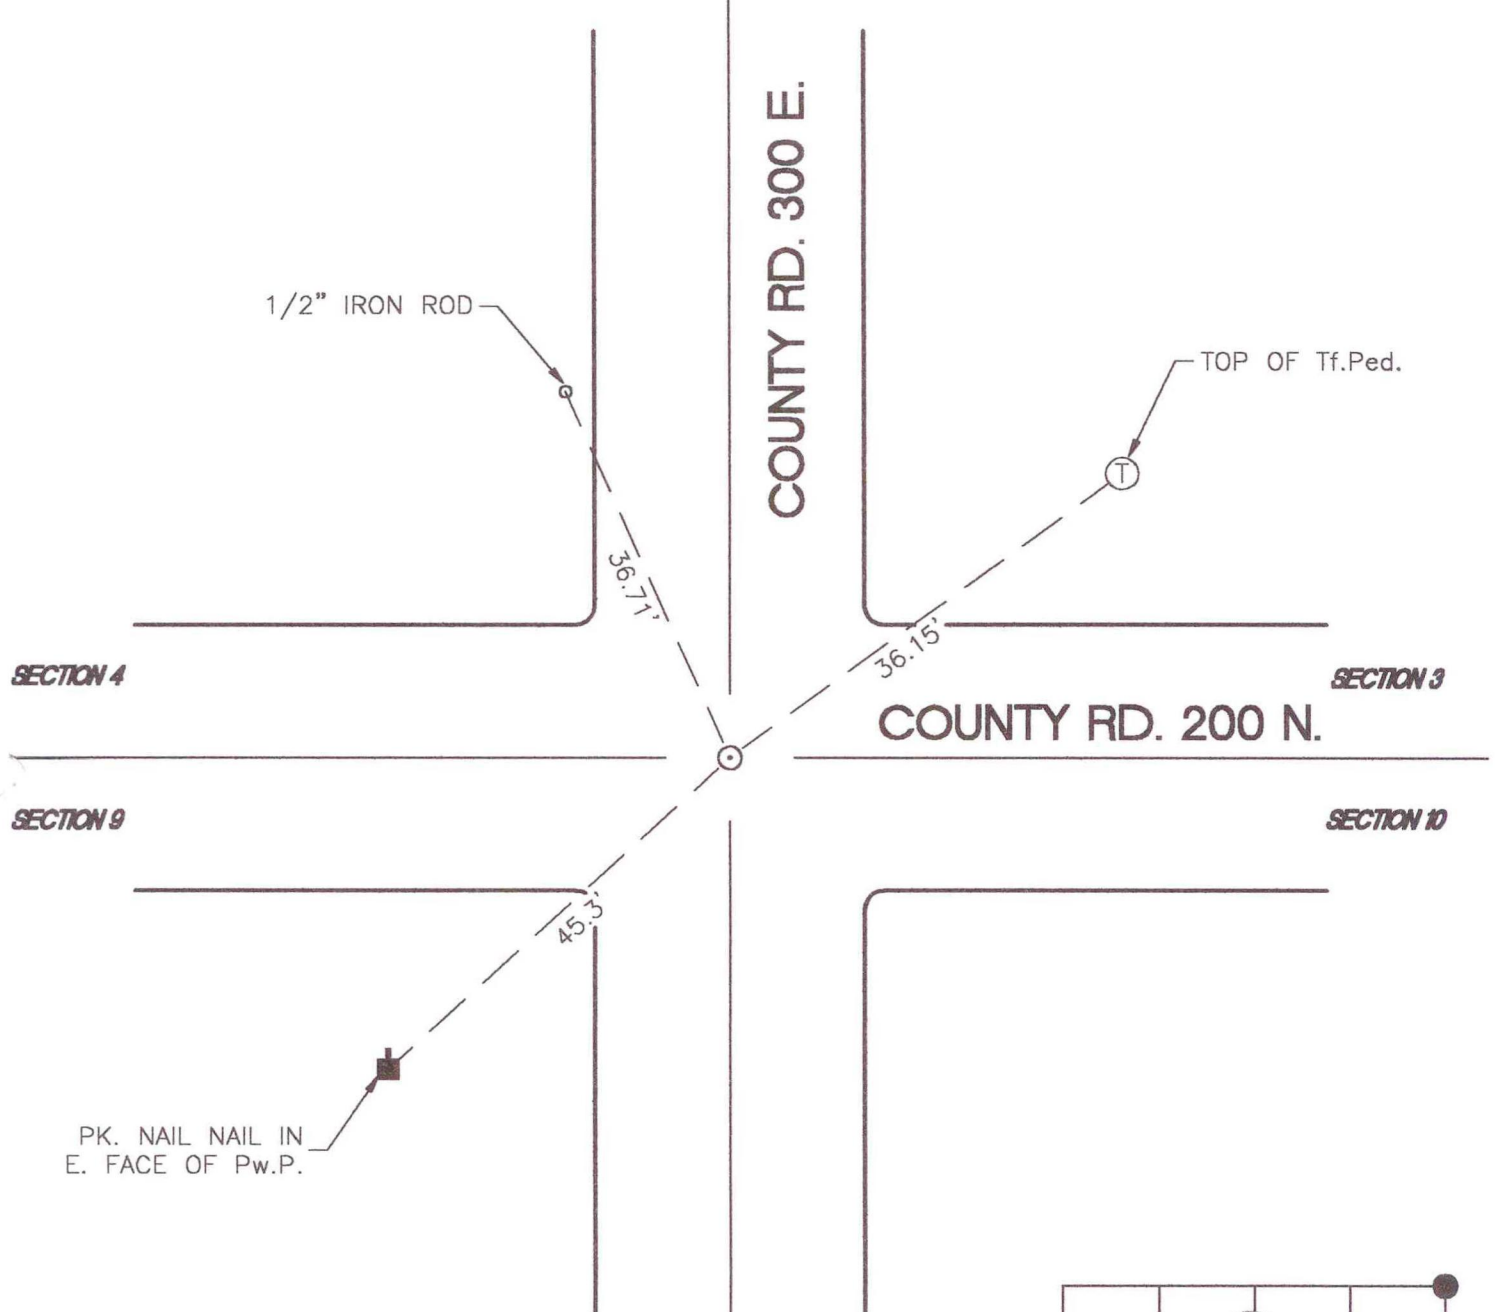 COUNTY RD. 300 E.
1/2" IRON ROD
TOP OF Tf.Ped.
T
36.71'
36.15'
SECTION 4
SECTION 3
COUNTY RD. 200 N.
SECTION 9
SECTION 10
45.3'
PK. NAIL NAIL IN
E. FACE OF Pw.P.